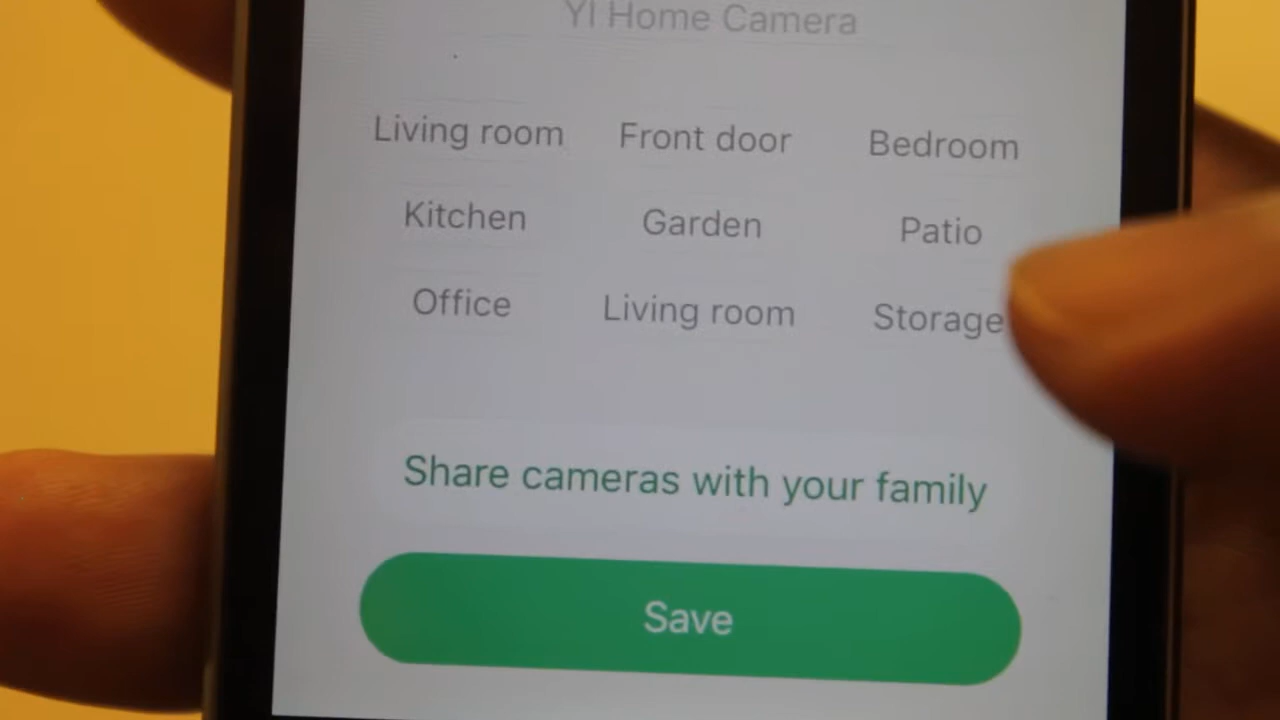 YI Home Camera
Living room Front door Bedroom
Kitchen Garden Patio
Office Living room Storage
Share cameras with your family
Save